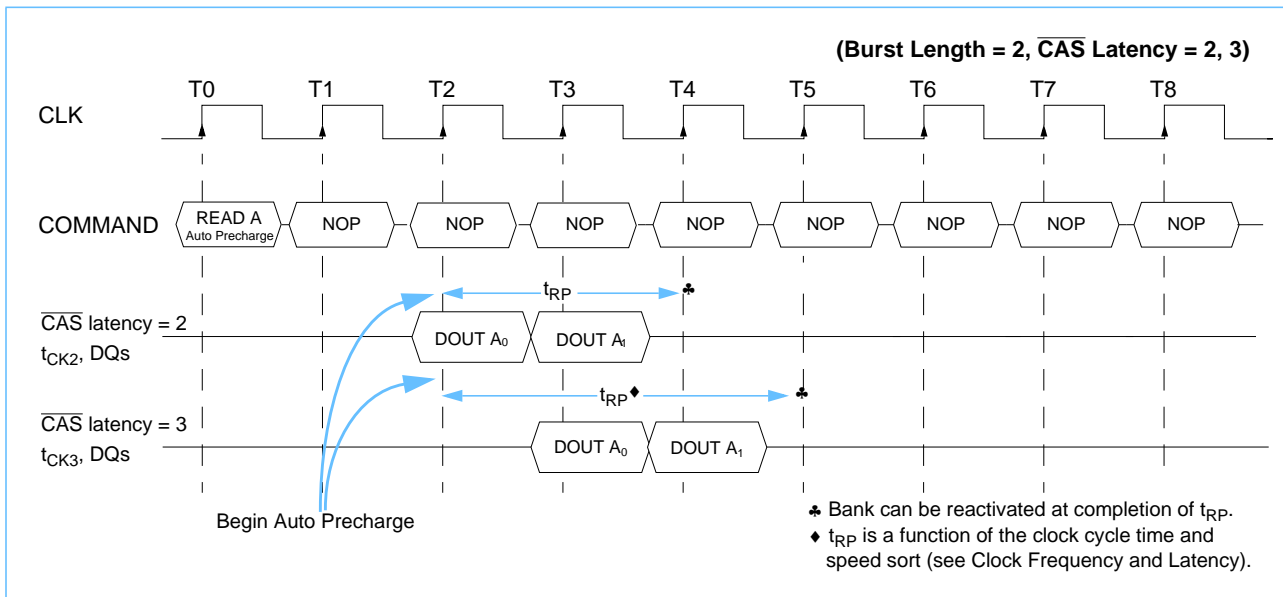 (Burst Length = 2, CAS Latency = 2, 3)
T0 T1 T2 T3 T4 T5 T6 T7 T8
CLK
COMMAND
READ A
Auto Precharge
NOP NOP NOP NOP NOP NOP NOP NOP
tRP ♣
CAS latency = 2
tCK2, DQs
DOUT A0 DOUT A1
tRP♦ ♣
CAS latency = 3
tCK3, DQs
DOUT A0 DOUT A1
Begin Auto Precharge
♣ Bank can be reactivated at completion of tRP.
♦ tRP is a function of the clock cycle time and
speed sort (see Clock Frequency and Latency).